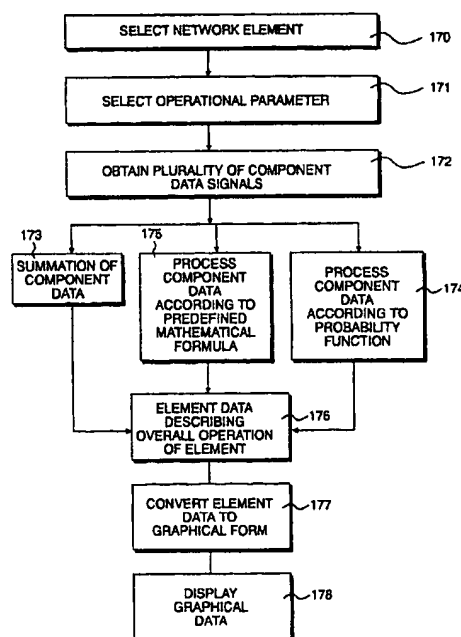 SELECT NETWORK ELEMENT
170
SELECT OPERATIONAL PARAMETER
171
OBTAIN PLURALITY OF COMPONENT
DATA SIGNALS
172
173
SUMMATION OF
COMPONENT
DATA
175
PROCESS
COMPONENT
DATA
ACCORDING TO
PREDEFINED
MATHEMATICAL
FORMULA
PROCESS
COMPONENT
DATA
ACCORDING TO
PROBABILITY
FUNCTION
174
ELEMENT DATA
DESCRIBING
OVERALL OPERATION
OF ELEMENT
176
CONVERT ELEMENT
DATA TO
GRAPHICAL FORM
177
DISPLAY
GRAPHICAL
DATA
178